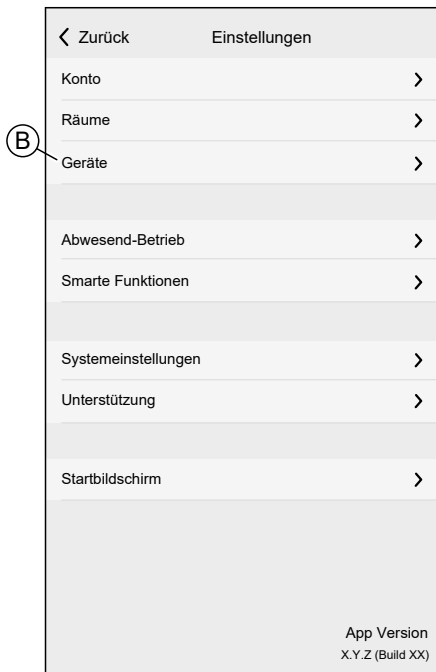 Zurück Einstellungen
Konto
Räume
B
Geräte
Abwesend-Betrieb
Smarte Funktionen
Systemeinstellungen
Unterstützung
Startbildschirm
App Version
X.Y.Z (Build XX)